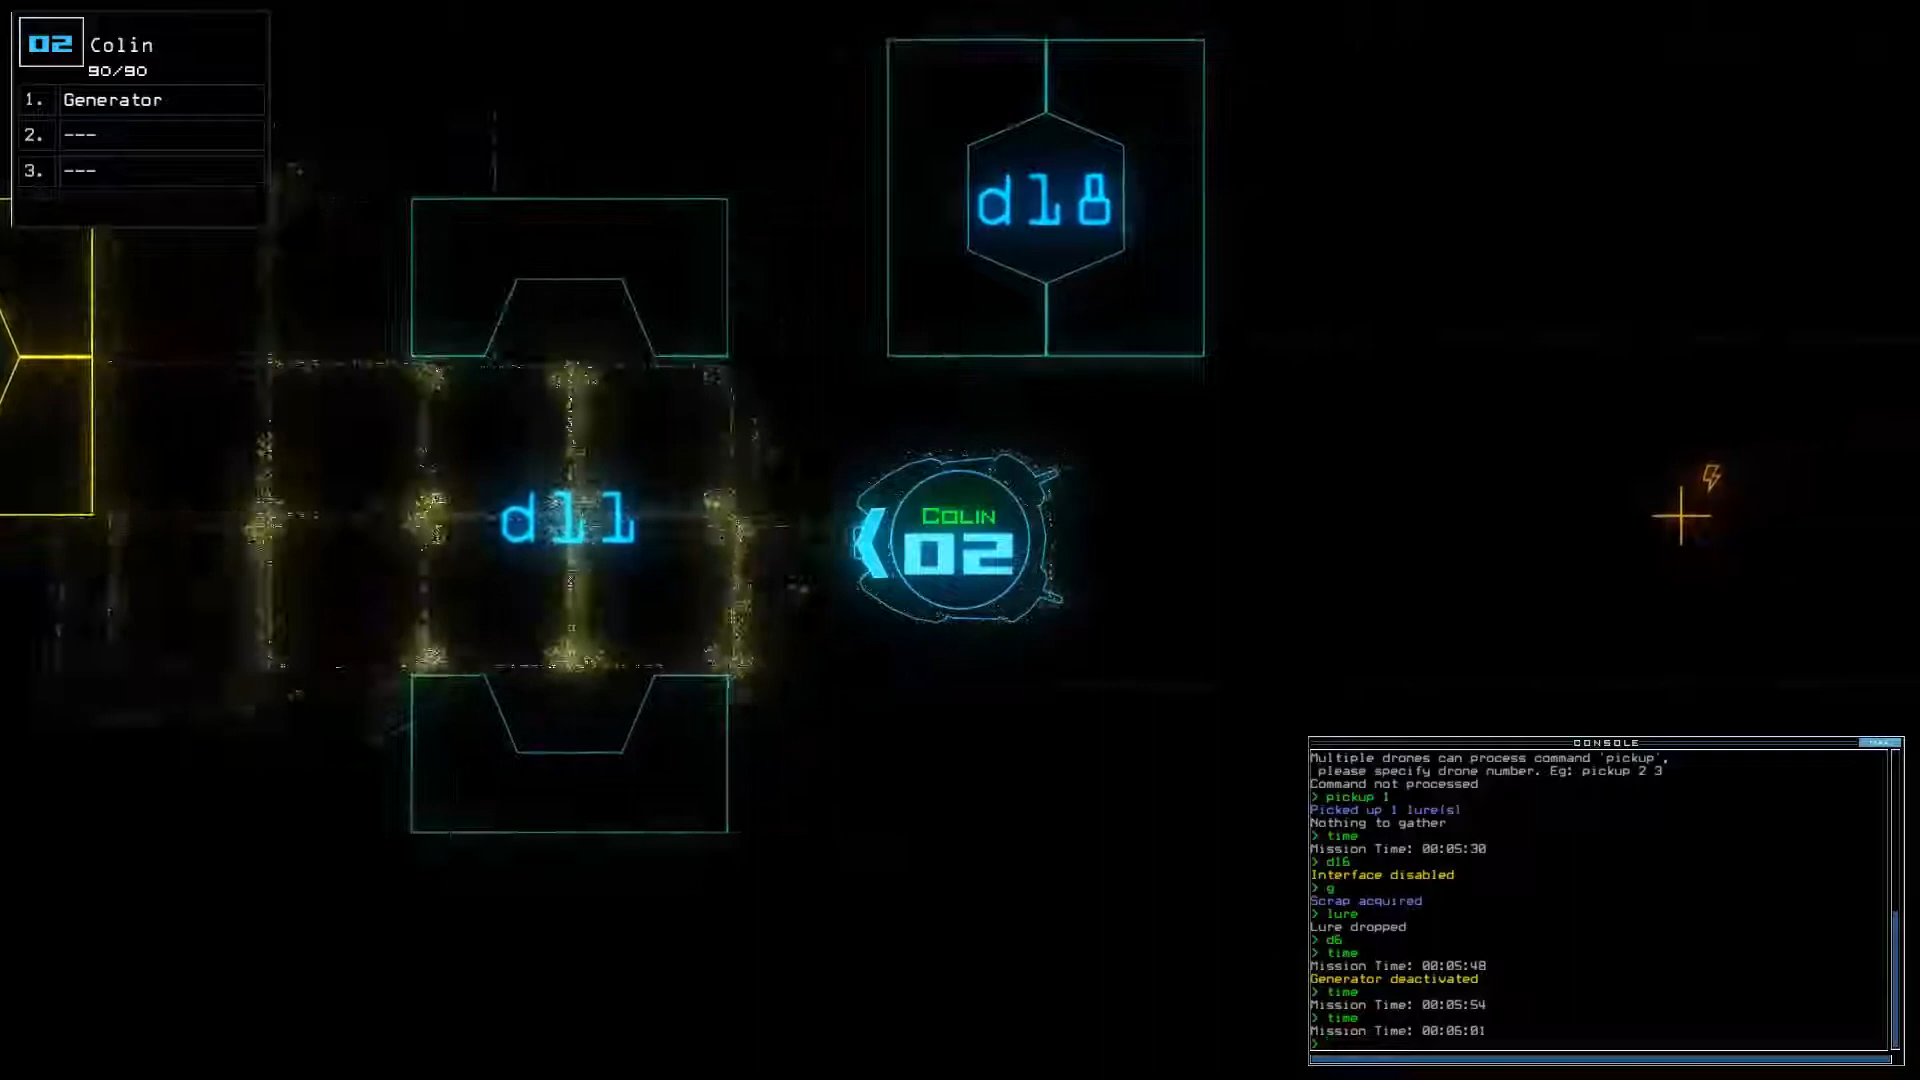 02 Colin
90/90
1. Generator
2. ---
3. ---
d18
d11
COLIN
02
CONSOLE
Multiple drones can process command 'pickup',
please specify drone number. Eg: pickup 2 3
Command not processed
> pickup 1
Picked up 1 lure(s)
Nothing to gather
> time
Mission Time: 00:05:30
> d16
Interface disabled
> g
Scrap acquired
> lure
Lure dropped
> d6
> time
Mission Time: 00:05:48
Generator deactivated
> time
Mission Time: 00:05:54
> time
Mission Time: 00:06:01
>